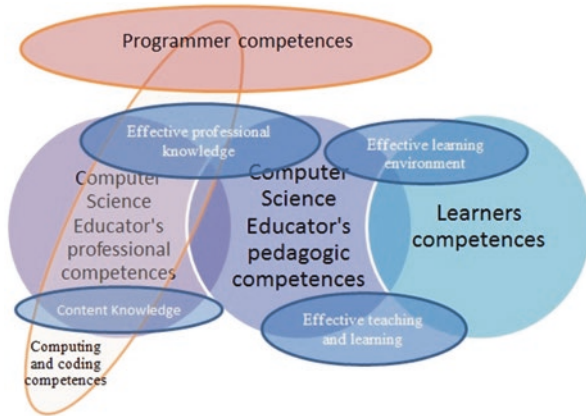 Programmer competences
Effective professional
knowledge
Effective learning
environment
Computer
Science
Educator's
professional
competences
Computer
Science
Educator's
pedagogic
competences
Learners
competences
Content Knowledge
Effective teaching
and learning
Computing
and coding
competences